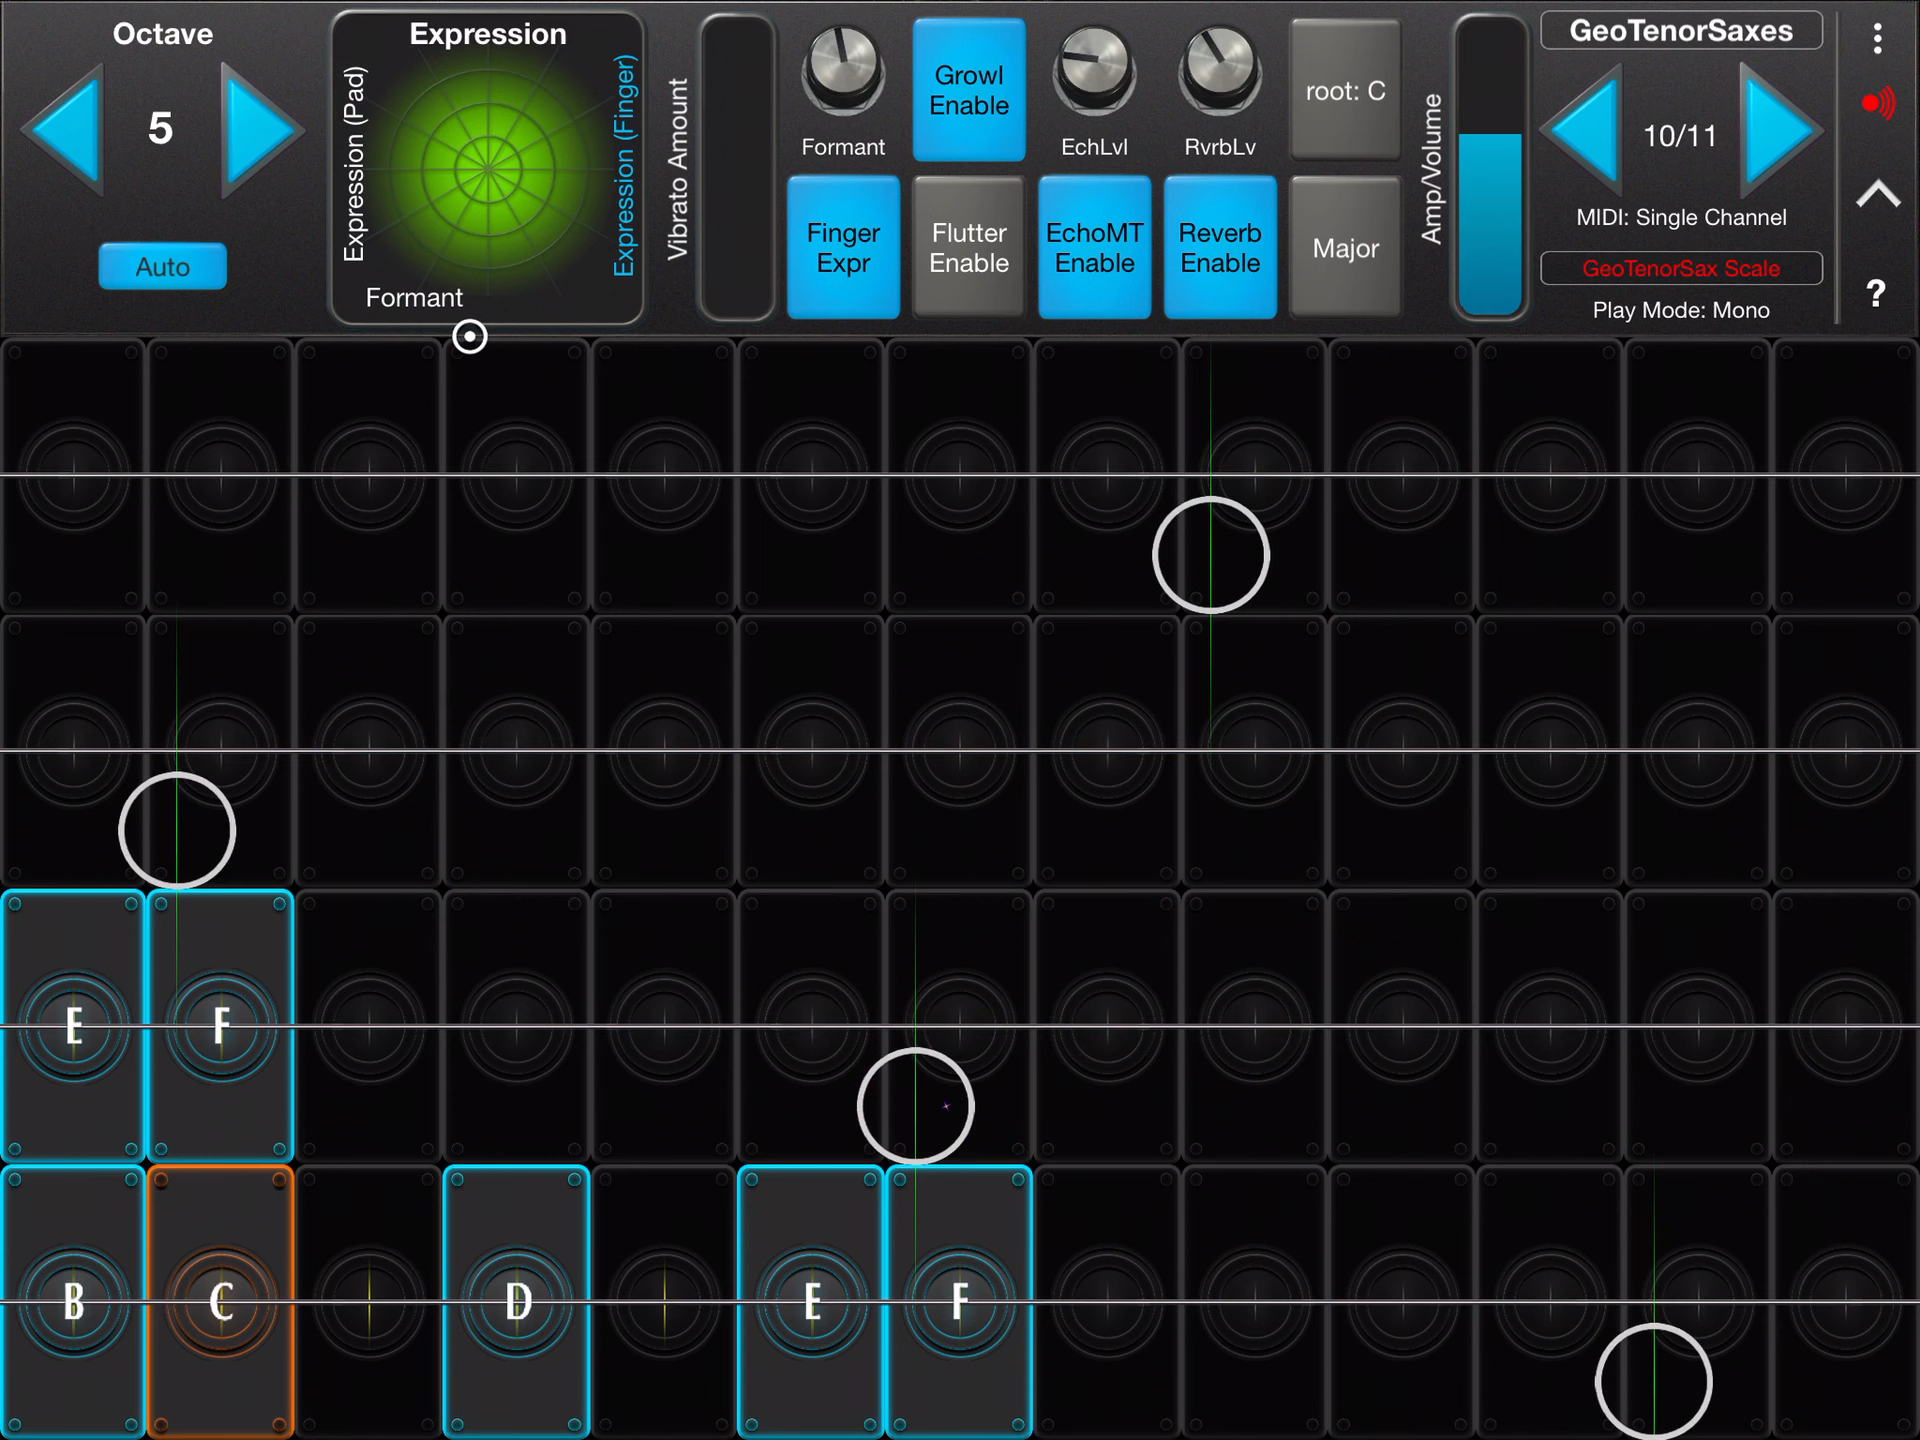 Octave
5
Auto
Expression
Expression (Pad)
Expression (Finger)
Formant
Vibrato Amount
Formant
Growl
Enable
EchLvl
RvrbLv
root: C
Finger
Expr
Flutter
Enable
EchoMT
Enable
Reverb
Enable
Major
Amp/Volume
GeoTenorSaxes
10/11
MIDI: Single Channel
GeoTenorSax Scale
Play Mode: Mono
?
E F
B C D E F